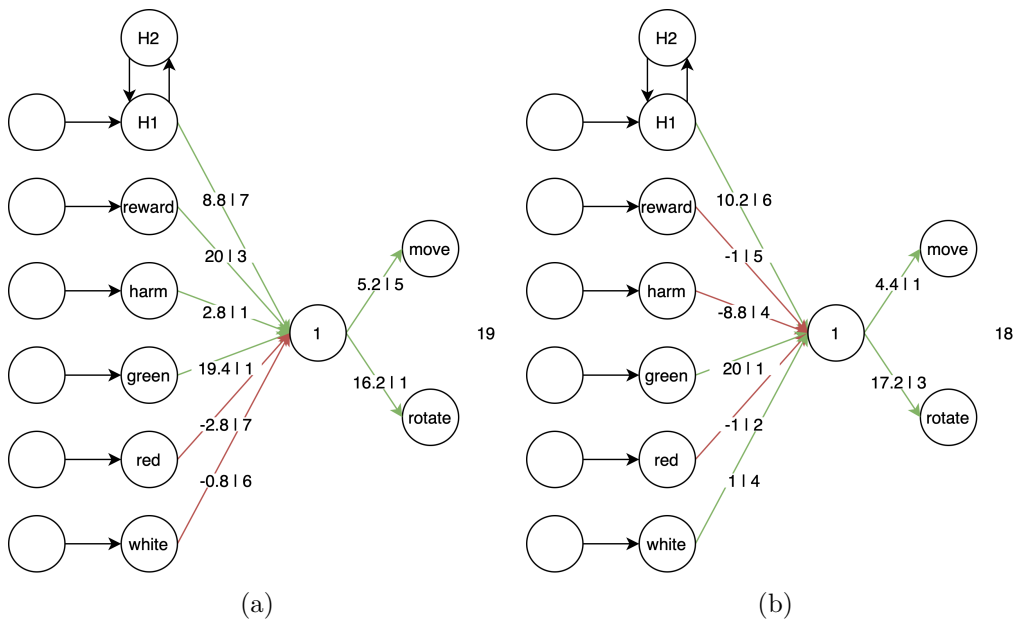 H2
H1
8.8 | 7
reward
20 | 3
move
5.2 | 5
harm
2.8 | 1
1
19
green
19.4 | 1
16.2 | 1
rotate
-2.8 | 7
red
-0.8 | 6
white
(a)
H2
H1
10.2 | 6
reward
-1 | 5
move
4.4 | 1
harm
-8.8 | 4
1
18
green
20 | 1
17.2 | 3
rotate
-1 | 2
red
1 | 4
white
(b)